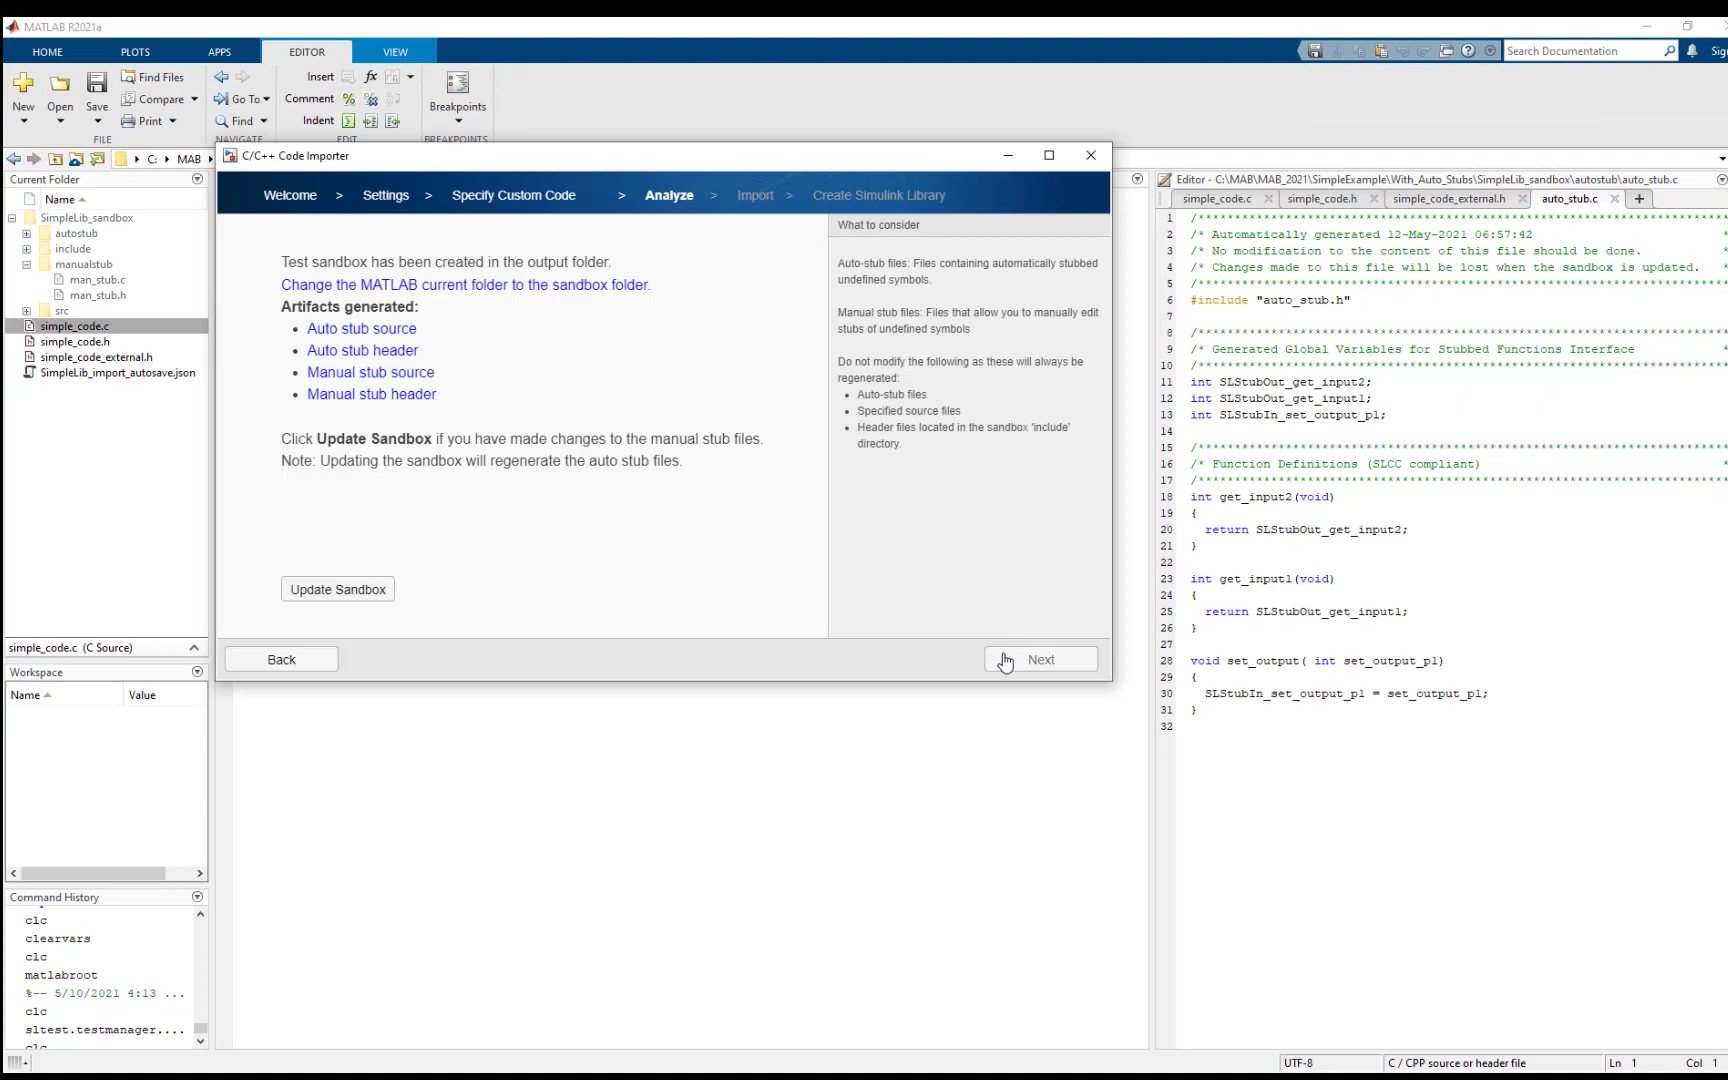 MATLAB R2021a
HOME
PLOTS
APPS
EDITOR
VIEW
Search Documentation
New
Open
Save
Find Files
Compare
Print
FILE
Go To
Find
NAVIGATE
Insert
fx
Comment
Indent
EDIT
Breakpoints
BREAKPOINTS
C:
MAB
Current Folder
Name
SimpleLib_sandbox
autostub
include
manualstub
man_stub.c
man_stub.h
src
simple_code.c
simple_code.h
simple_code_external.h
SimpleLib_import_autosave.json
simple_code.c (C Source)
Workspace
Name
Value
Command History
clc
clearvars
clc
matlabroot
%-- 5/10/2021 4:13 ...
clc
sltest.testmanager....
clc
C/C++ Code Importer
Welcome > Settings > Specify Custom Code > Analyze > Import > Create Simulink Library
Test sandbox has been created in the output folder.
Change the MATLAB current folder to the sandbox folder.
Artifacts generated:
• Auto stub source
• Auto stub header
• Manual stub source
• Manual stub header
Click Update Sandbox if you have made changes to the manual stub files.
Note: Updating the sandbox will regenerate the auto stub files.
Update Sandbox
Back
Next
What to consider
Auto-stub files: Files containing automatically stubbed
undefined symbols.
Manual stub files: Files that allow you to manually edit
stubs of undefined symbols
Do not modify the following as these will always be
regenerated:
• Auto-stub files
• Specified source files
• Header files located in the sandbox 'include'
directory.
Editor - C:\MAB\MAB_2021\SimpleExample\With_Auto_Stubs\SimpleLib_sandbox\autostub\auto_stub.c
simple_code.c
simple_code.h
simple_code_external.h
auto_stub.c
1 /*************************************************************************
2 /* Automatically generated 12-May-2021 06:57:42 *
3 /* No modification to the content of this file should be done. *
4 /* Changes made to this file will be lost when the sandbox is updated. *
5 /*************************************************************************
6 #include "auto_stub.h"
7
8 /*************************************************************************
9 /* Generated Global Variables for Stubbed Functions Interface *
10 /*************************************************************************
11 int SLStubOut_get_input2;
12 int SLStubOut_get_input1;
13 int SLStubIn_set_output_p1;
14
15 /*************************************************************************
16 /* Function Definitions (SLCC compliant) *
17 /*************************************************************************
18 int get_input2(void)
19 {
20 return SLStubOut_get_input2;
21 }
22
23 int get_input1(void)
24 {
25 return SLStubOut_get_input1;
26 }
27
28 void set_output( int set_output_p1)
29 {
30 SLStubIn_set_output_p1 = set_output_p1;
31 }
32
UTF-8
C / CPP source or header file
Ln 1
Col 1